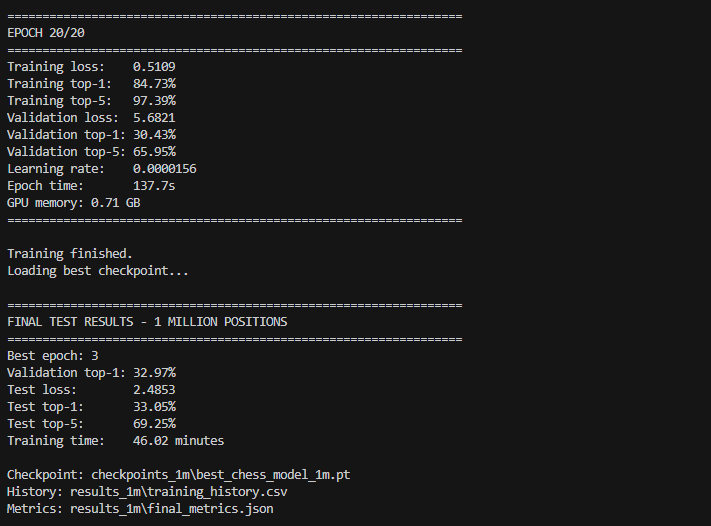 =================================================================
EPOCH 20/20
=================================================================
Training loss:    0.5109
Training top-1:   84.73%
Training top-5:   97.39%
Validation loss:  5.6821
Validation top-1: 30.43%
Validation top-5: 65.95%
Learning rate:    0.0000156
Epoch time:       137.7s
GPU memory: 0.71 GB
=================================================================
Training finished.
Loading best checkpoint...
=================================================================
FINAL TEST RESULTS - 1 MILLION POSITIONS
=================================================================
Best epoch: 3
Validation top-1: 32.97%
Test loss:        2.4853
Test top-1:       33.05%
Test top-5:       69.25%
Training time:    46.02 minutes
Checkpoint: checkpoints_1m\best_chess_model_1m.pt
History: results_1m\training_history.csv
Metrics: results_1m\final_metrics.json